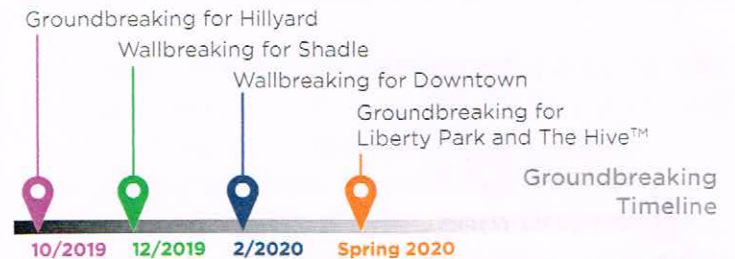 Groundbreaking for Hillyard
Wallbreaking for Shadle
Wallbreaking for Downtown
Groundbreaking for
Liberty Park and The Hive™
Groundbreaking
Timeline
10/2019 12/2019 2/2020 Spring 2020